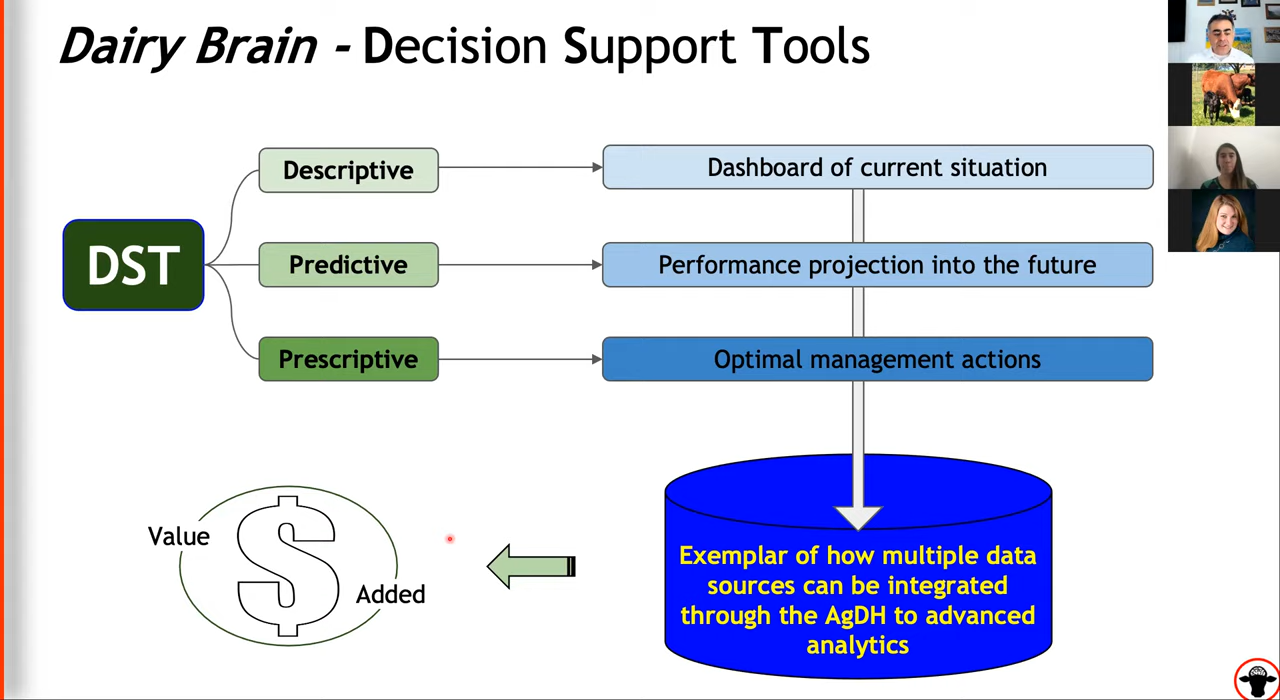 Dairy Brain - Decision Support Tools
DST
Descriptive
Dashboard of current situation
Predictive
Performance projection into the future
Prescriptive
Optimal management actions
Value
$
Added
Exemplar of how multiple data
sources can be integrated
through the AgDH to advanced
analytics